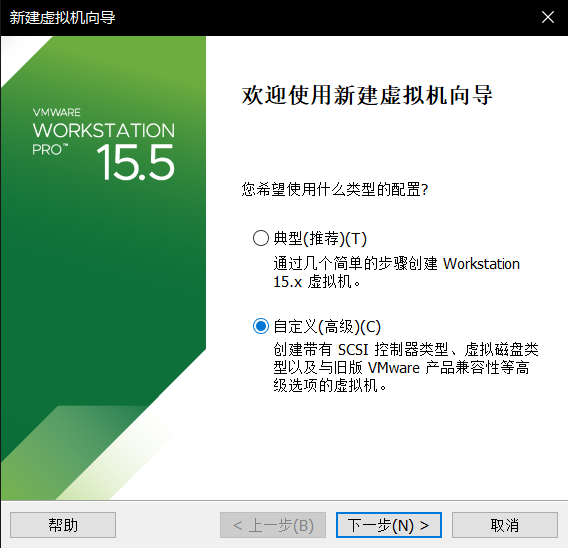 新建虚拟机向导
VMWARE
WORKSTATION
PRO™ 15.5
欢迎使用新建虚拟机向导
您希望使用什么类型的配置?
典型(推荐)(T)
通过几个简单的步骤创建 Workstation
15.x 虚拟机。
自定义(高级)(C)
创建带有 SCSI 控制器类型、虚拟磁盘类
型以及与旧版 VMware 产品兼容性等高
级选项的虚拟机。
帮助
< 上一步(B)
下一步(N) >
取消